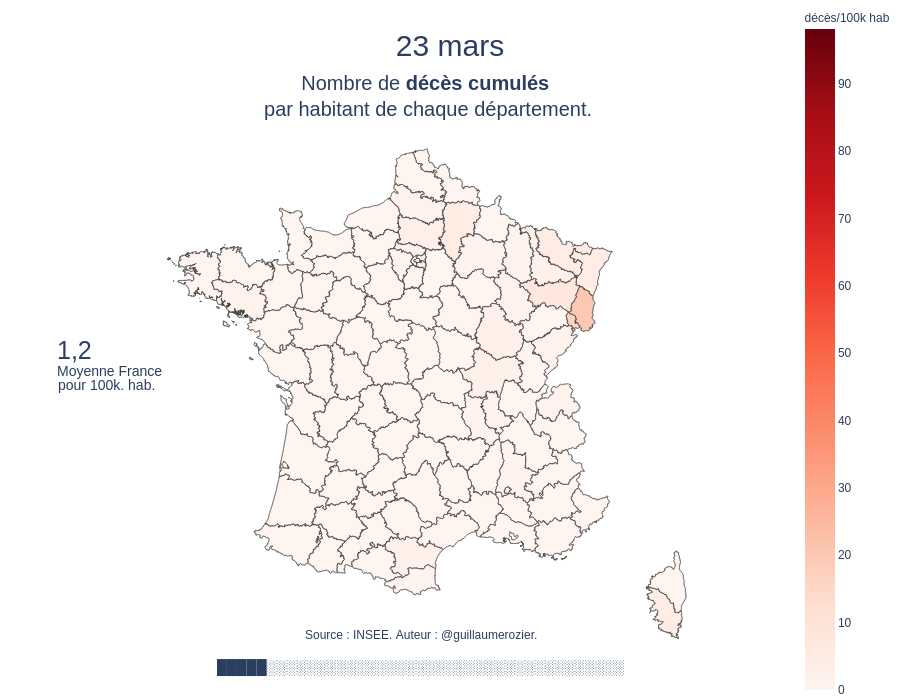 décès/100k hab
23 mars
Nombre de décès cumulés
par habitant de chaque département.
90
80
70
60
50
40
30
20
10
0
1,2
Moyenne France
pour 100k. hab.
Source : INSEE. Auteur : @guillaumerozier.